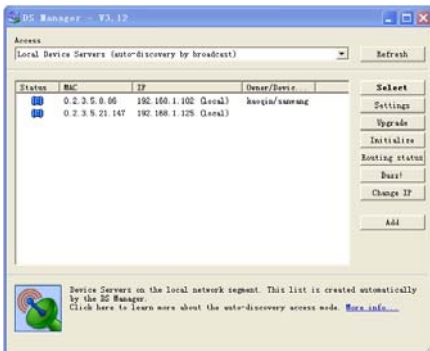 DS Manager - V3.12
Access
Local Device Servers (auto-discovery by broadcast)
Refresh
Status MAC IP Owner/Devic...
0.2.3.5.8.86 192.168.1.102 (local) kaoqin/sanwang
0.2.3.5.21.147 192.168.1.125 (local)
Select
Settings
Upgrade
Initialize
Routing status
Buzz!
Change IP
Add
Device Servers on the local network segment. This list is created automatically
by the DS Manager.
Click here to learn more about the auto-discovery access mode. More info...